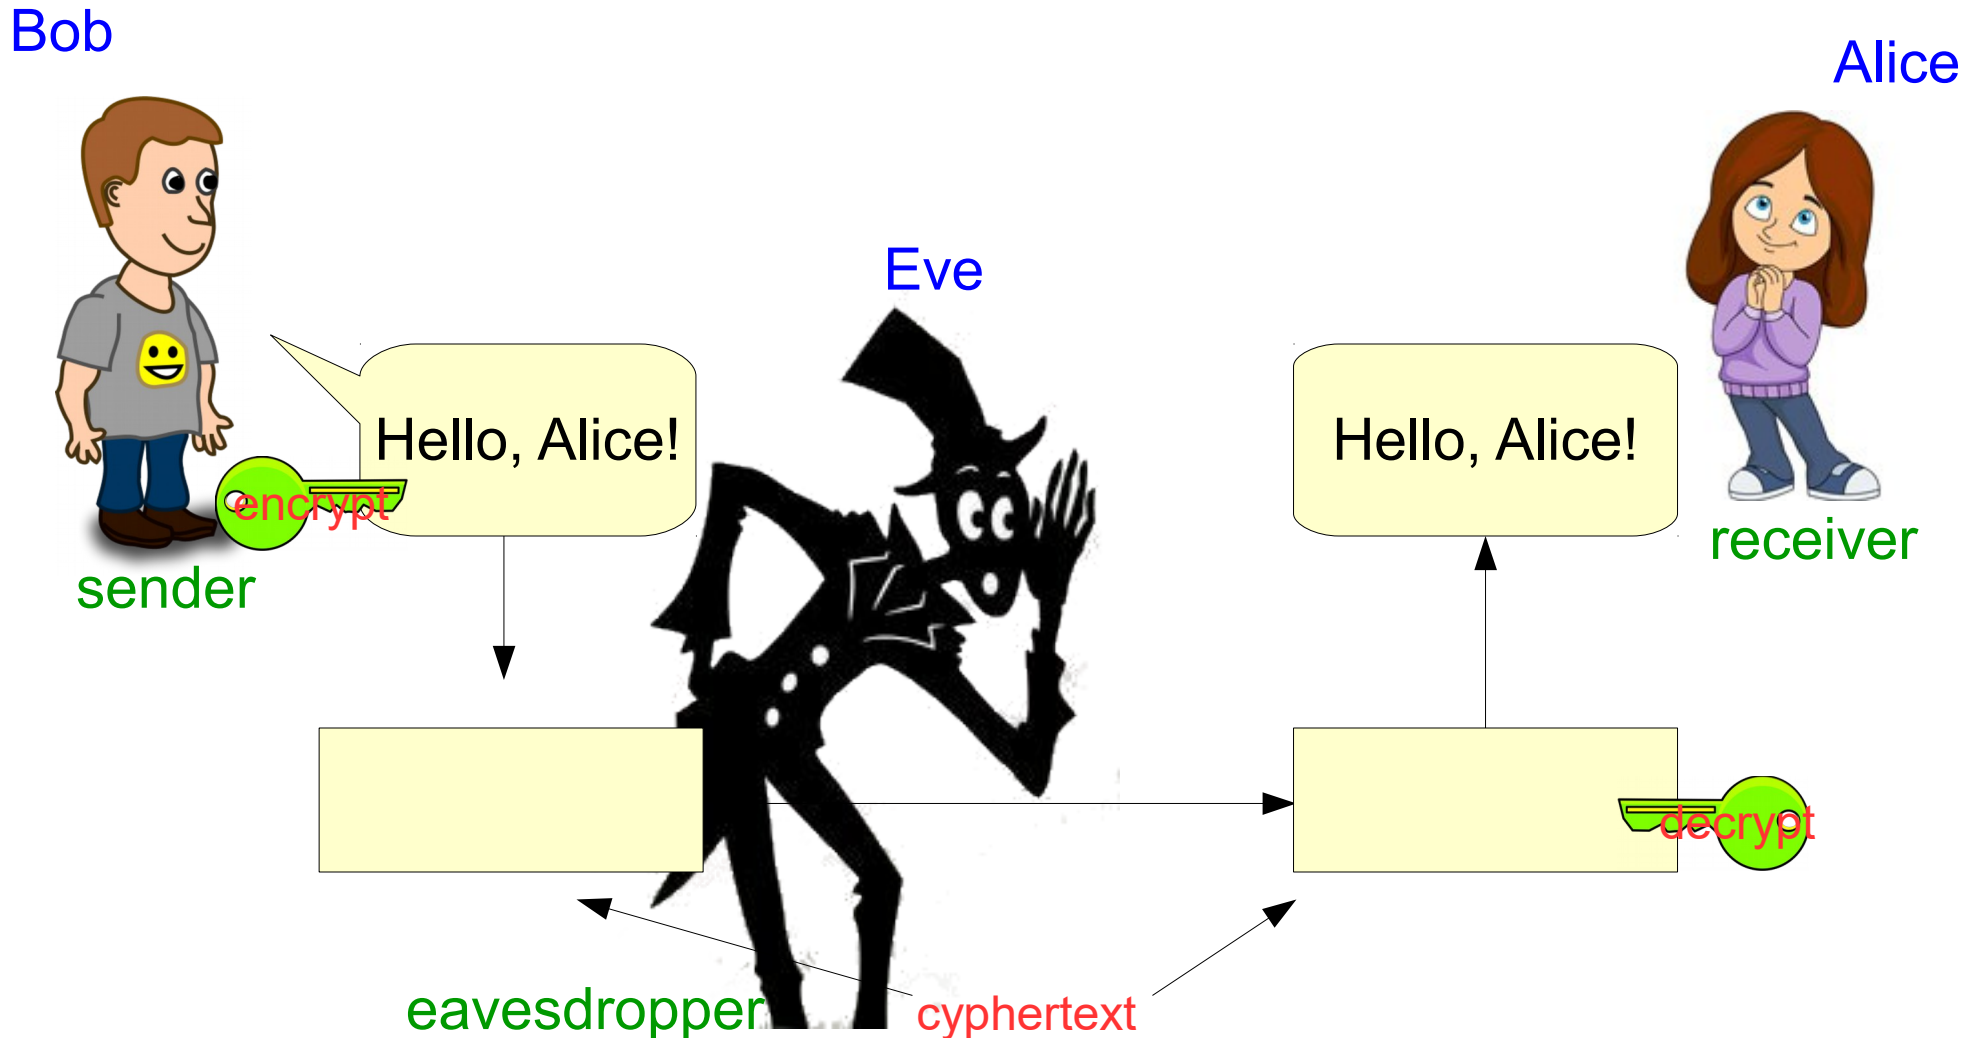 Bob
Alice
Eve
Hello, Alice!
Hello, Alice!
encrypt
receiver
sender
decrypt
eavesdropper
cyphertext